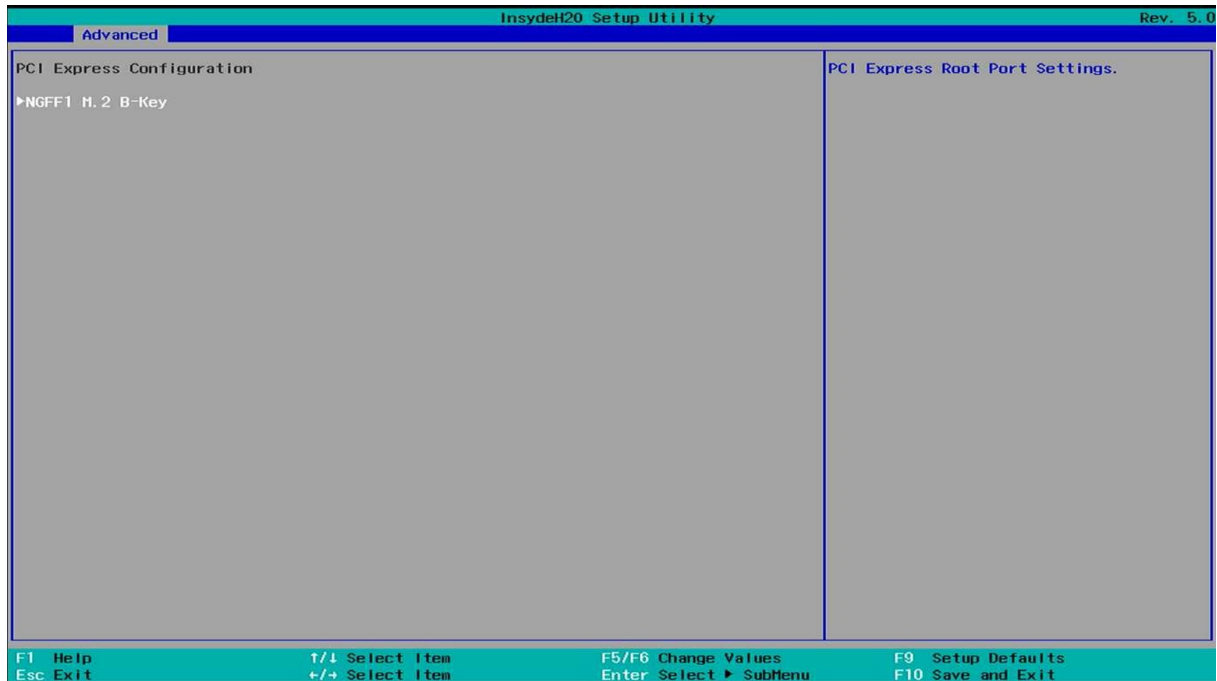 InsydeH20 Setup Utility Rev. 5.0
Advanced
PCI Express Configuration
PCI Express Root Port Settings.
▶NGFF1 M.2 B-Key
F1 Help ↑/↓ Select Item F5/F6 Change Values F9 Setup Defaults
Esc Exit ←/→ Select Item Enter Select ▶ SubMenu F10 Save and Exit